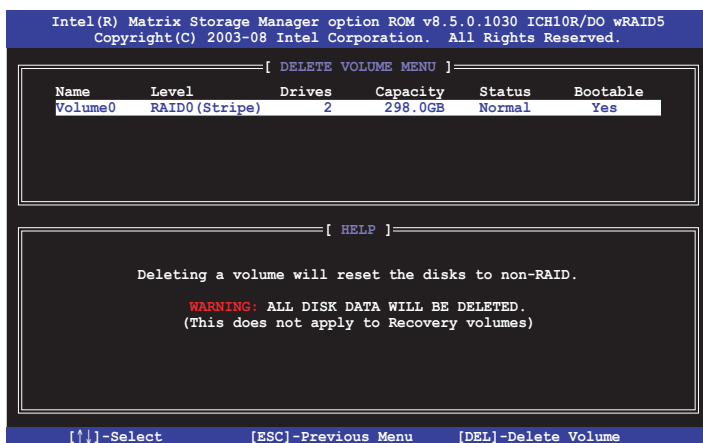 Intel(R) Matrix Storage Manager option ROM v8.5.0.1030 ICH10R/DO wRAID5
Copyright(C) 2003-08 Intel Corporation. All Rights Reserved.
[ DELETE VOLUME MENU ]
Name Level Drives Capacity Status Bootable
Volume0 RAID0(Stripe) 2 298.0GB Normal Yes
[ HELP ]
Deleting a volume will reset the disks to non-RAID.
WARNING: ALL DISK DATA WILL BE DELETED.
(This does not apply to Recovery volumes)
[↑↓]-Select [ESC]-Previous Menu [DEL]-Delete Volume